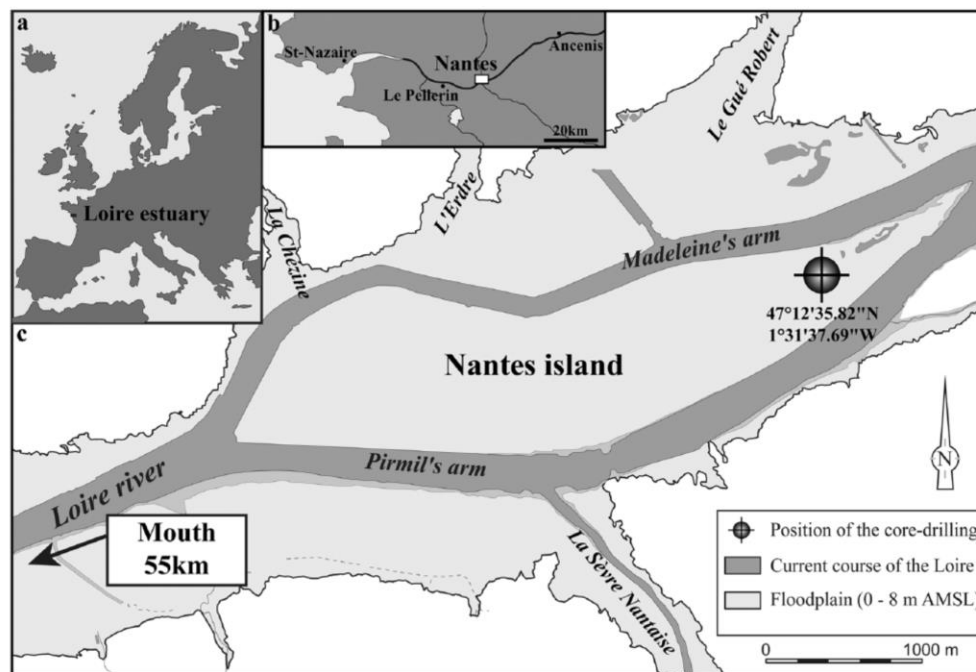 a
Loire estuary
b
St-Nazaire
Ancenis
Nantes
Le Pellerin
20km
c
Le Gué Robert
L'Erdre
La Chézine
Madeleine's arm
47°12'35.82"N
1°31'37.69"W
Nantes island
Pirmil's arm
Loire river
Mouth
55km
La Sèvre Nantaise
N
Position of the core-drilling
Current course of the Loire
Floodplain (0 - 8 m AMSL)
0 1000 m